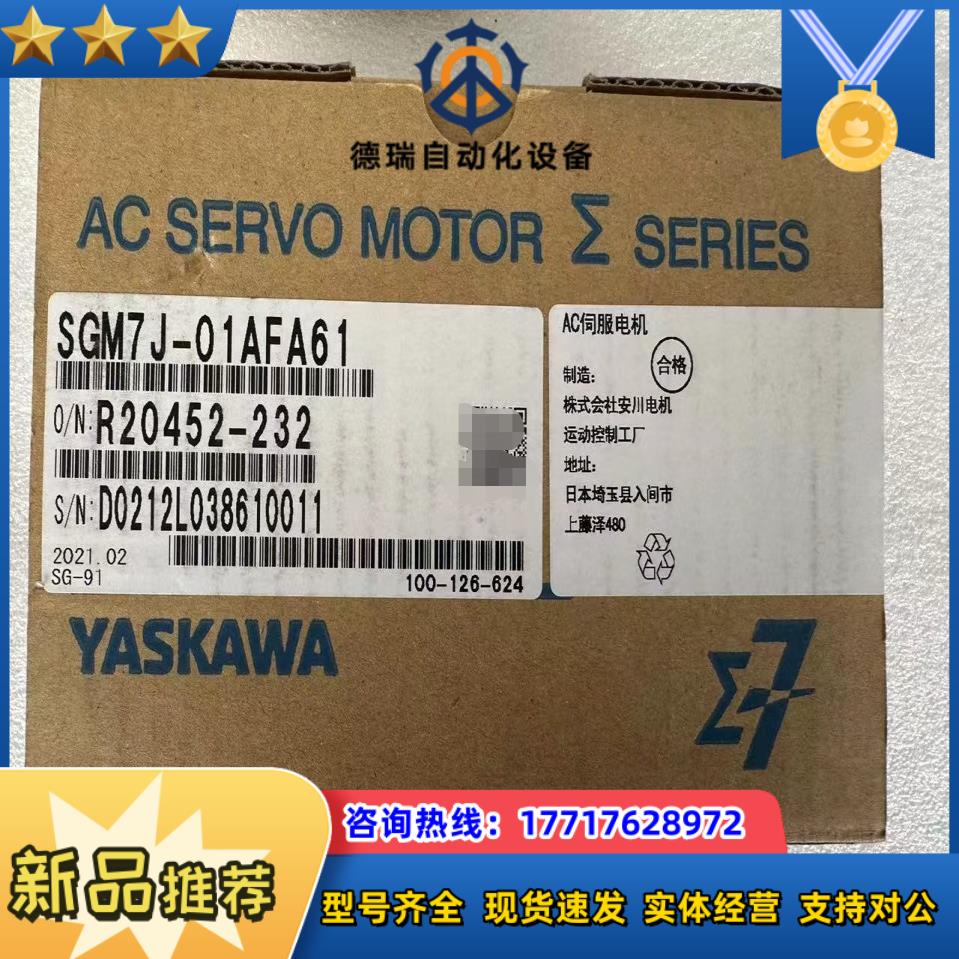 德瑞自动化设备
AC SERVO MOTOR Σ SERIES
SGM7J-01AFA61
O/N: R20452-232
S/N: D0212L038610011
2021.02
SG-91
100-126-624
AC伺服电机
合格
制造:
株式会社安川电机
运动控制工厂
地址:
日本埼玉县入间市
上藤泽480
YASKAWA
Σ7
咨询热线：17717628972
新品推荐
型号齐全 现货速发 实体经营 支持对公